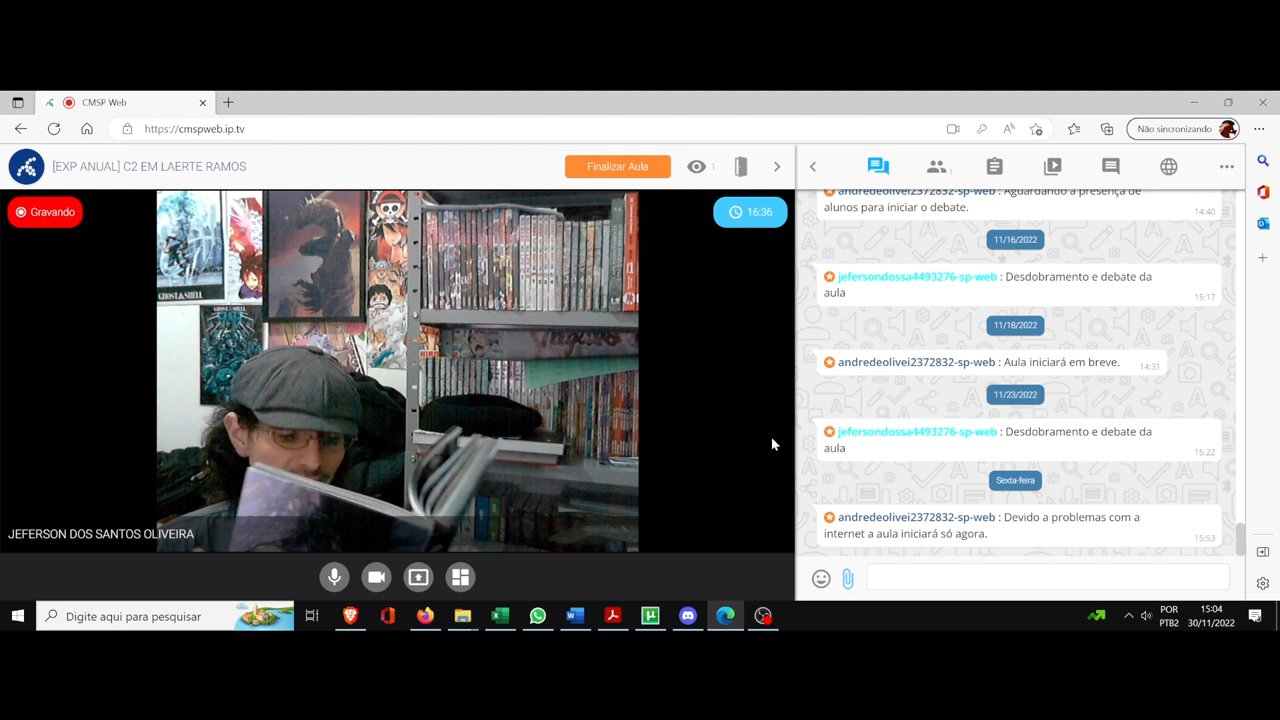 CMSP Web
https://cmspweb.ip.tv
Não sincronizando
[EXP ANUAL] C2 EM LAERTE RAMOS
Finalizar Aula
1
Gravando
16:36
GHOST IN THE SHELL
JEFERSON DOS SANTOS OLIVEIRA
andredeolivei2372832-sp-web : Aguardando a presença de
alunos para iniciar o debate.
14:40
11/16/2022
jefersondossa4493276-sp-web : Desdobramento e debate da
aula
15:17
11/18/2022
andredeolivei2372832-sp-web : Aula iniciará em breve.
14:31
11/23/2022
jefersondossa4493276-sp-web : Desdobramento e debate da
aula
15:22
Sexta-feira
andredeolivei2372832-sp-web : Devido a problemas com a
internet a aula iniciará só agora.
15:53
Digite aqui para pesquisar
POR
PTB2
15:04
30/11/2022